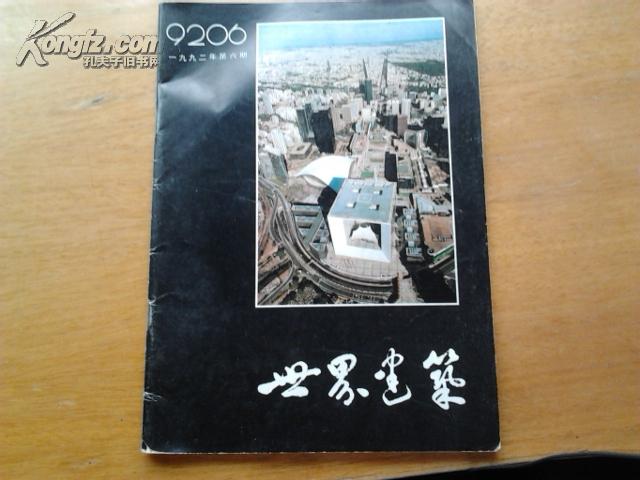 Kongfz.com
孔夫子旧书网
9206
一九九二年第六期
世界建築